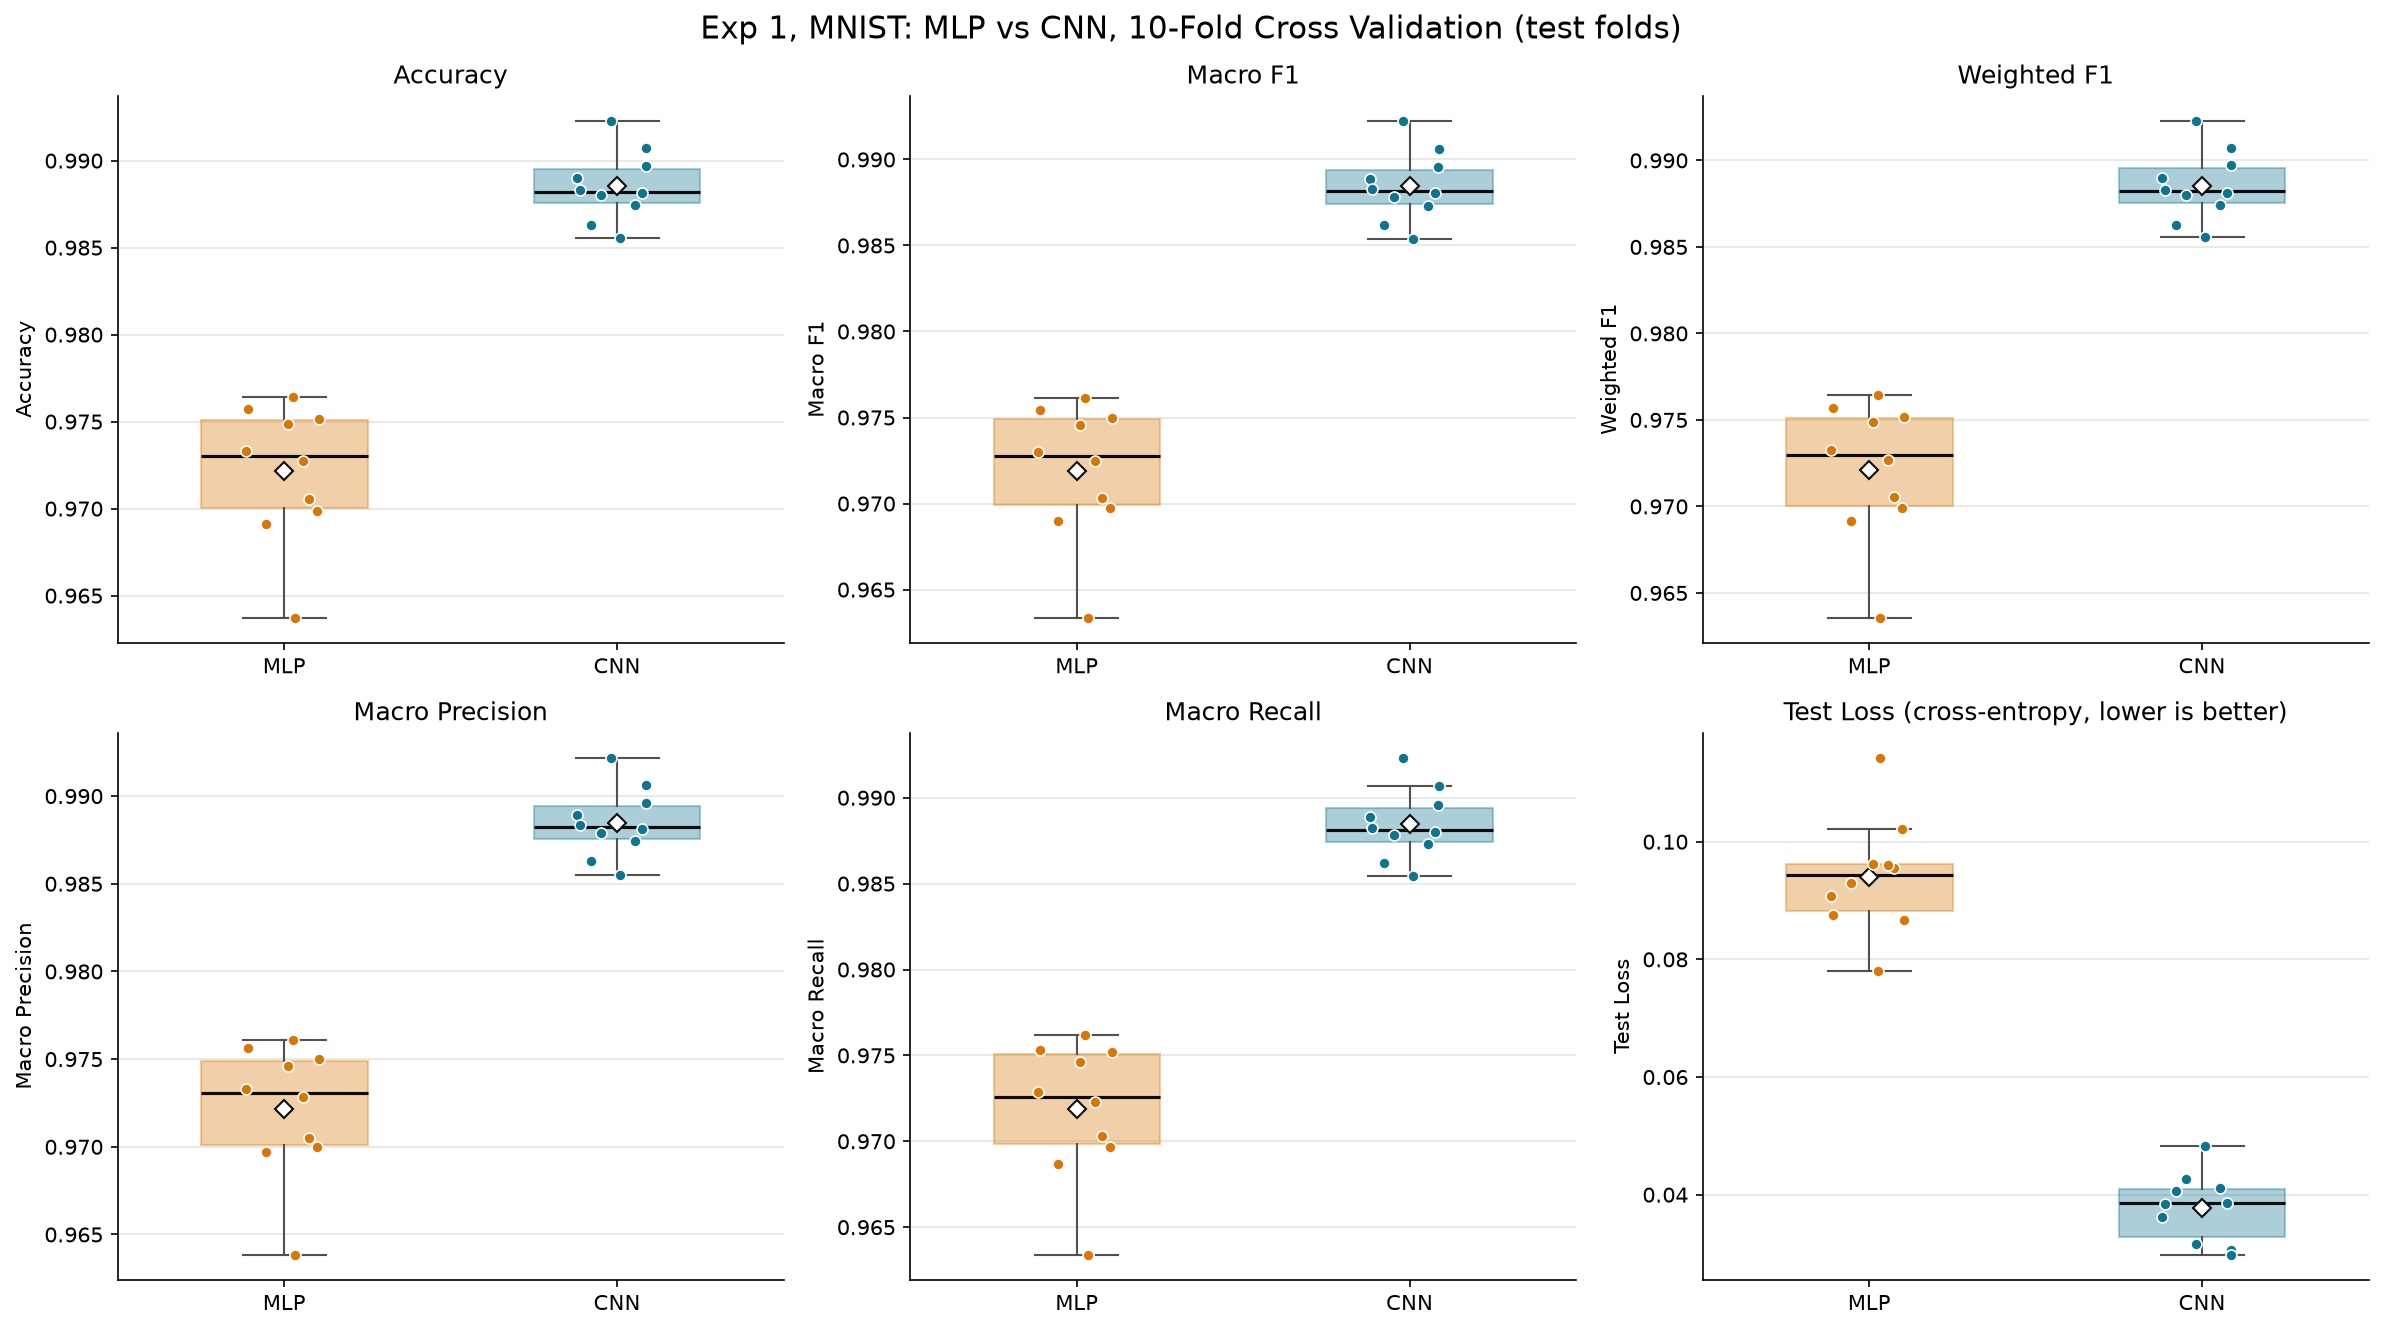 Exp 1, MNIST: MLP vs CNN, 10-Fold Cross Validation (test folds)
Accuracy
Accuracy
0.990
0.985
0.980
0.975
0.970
0.965
MLP
CNN
Macro F1
Macro F1
0.990
0.985
0.980
0.975
0.970
0.965
MLP
CNN
Weighted F1
Weighted F1
0.990
0.985
0.980
0.975
0.970
0.965
MLP
CNN
Macro Precision
Macro Precision
0.990
0.985
0.980
0.975
0.970
0.965
MLP
CNN
Macro Recall
Macro Recall
0.990
0.985
0.980
0.975
0.970
0.965
MLP
CNN
Test Loss (cross-entropy, lower is better)
Test Loss
0.10
0.08
0.06
0.04
MLP
CNN